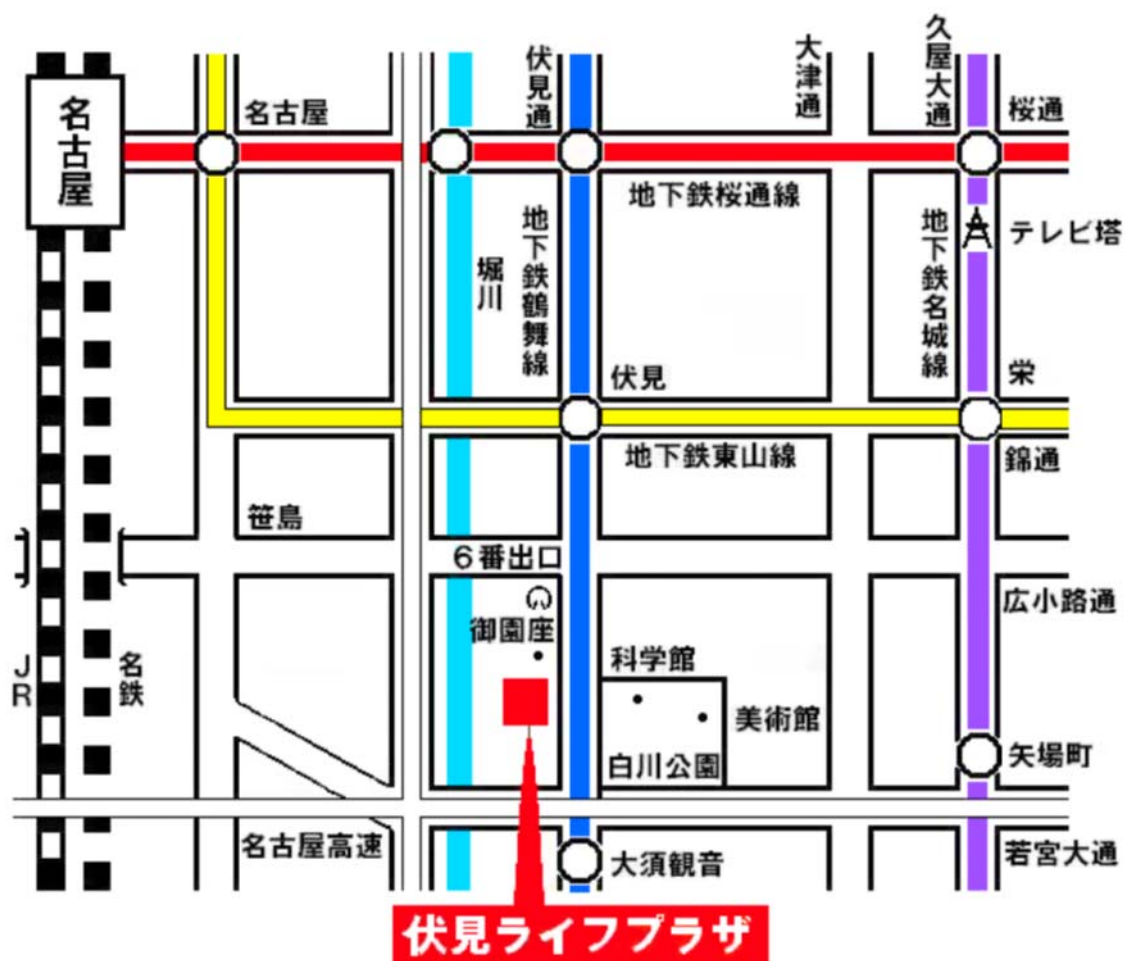 名古屋
名古屋
伏見通
大津通
久屋大通
桜通
地下鉄桜通線
地下鉄鶴舞線
堀川
地下鉄名城線
テレビ塔
伏見
栄
地下鉄東山線
錦通
笹島
6番出口
広小路通
御園座
JR
名鉄
科学館
美術館
白川公園
矢場町
名古屋高速
大須観音
若宮大通
伏見ライフプラザ